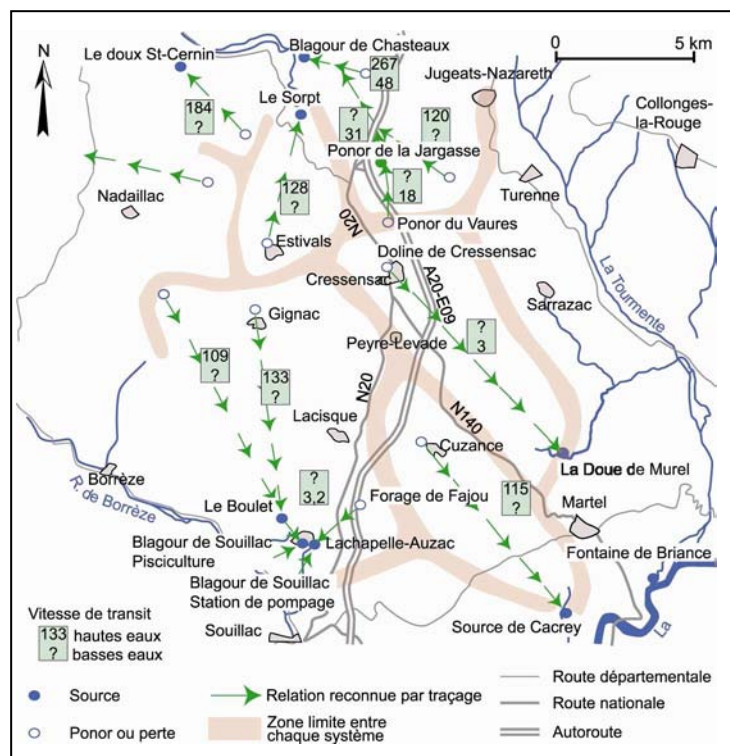 N
Le doux St-Cernin
Blagour de Chasteaux
0
5 km
267
48
Jugeats-Nazareth
184
?
Le Sorpt
Collonges-
la-Rouge
?
31
120
?
Ponor de la Jargasse
Turenne
128
?
?
18
Nadaillac
N20
Ponor du Vaures
Estivals
Doline de Cressensac
Cressensac
A20-E09
La Tourmente
Sarrazac
Gignac
?
3
Peyre-Levade
109
?
133
?
N20
N140
Lacisque
Cuzance
La Doue de Murel
Borrèze
R. de Borrèze
?
3,2
115
?
Le Boulet
Forage de Fajou
Martel
Blagour de Souillac
Pisciculture
Lachapelle-Auzac
Fontaine de Briance
Blagour de Souillac
Station de pompage
La
Souillac
Source de Cacrey
Vitesse de transit
133 hautes eaux
? basses eaux
Source
Relation reconnue par traçage
Route départementale
Route nationale
Ponor ou perte
Zone limite entre
chaque système
Autoroute